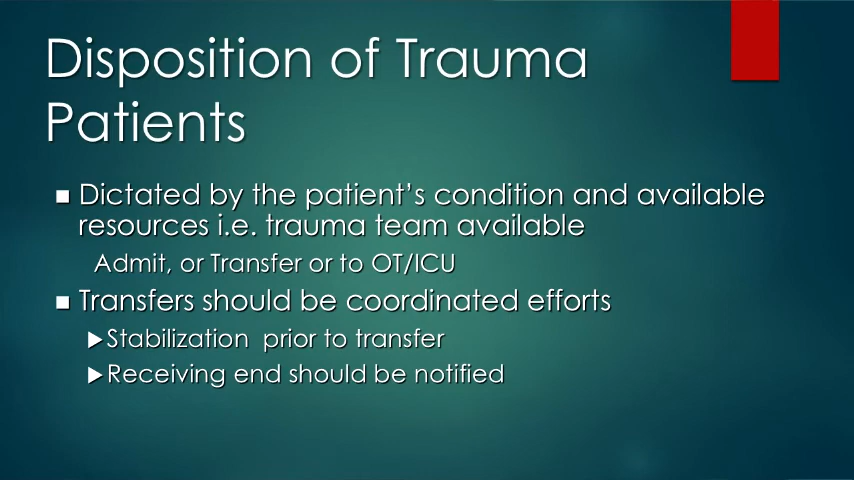 Disposition of Trauma
Patients
■ Dictated by the patient’s condition and available
resources i.e. trauma team available
Admit, or Transfer or to OT/ICU
■ Transfers should be coordinated efforts
▶Stabilization  prior to transfer
▶Receiving end should be notified